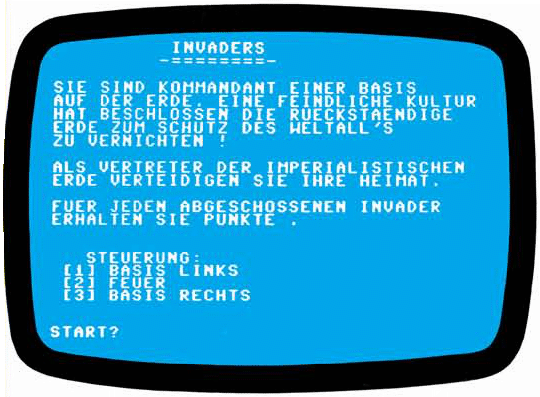 INVADERS
-========-
SIE SIND KOMMANDANT EINER BASIS
AUF DER ERDE. EINE FEINDLICHE KULTUR
HAT BESCHLOSSEN DIE RUECKSTAENDIGE
ERDE ZUM SCHUTZ DES WELTALL'S
ZU VERNICHTEN !
ALS VERTRETER DER IMPERIALISTISCHEN
ERDE VERTEIDIGEN SIE IHRE HEIMAT.
FUER JEDEN ABGESCHOSSENEN INVADER
ERHALTEN SIE PUNKTE .
STEUERUNG:
[1] BASIS LINKS
[2] FEUER
[3] BASIS RECHTS
START?